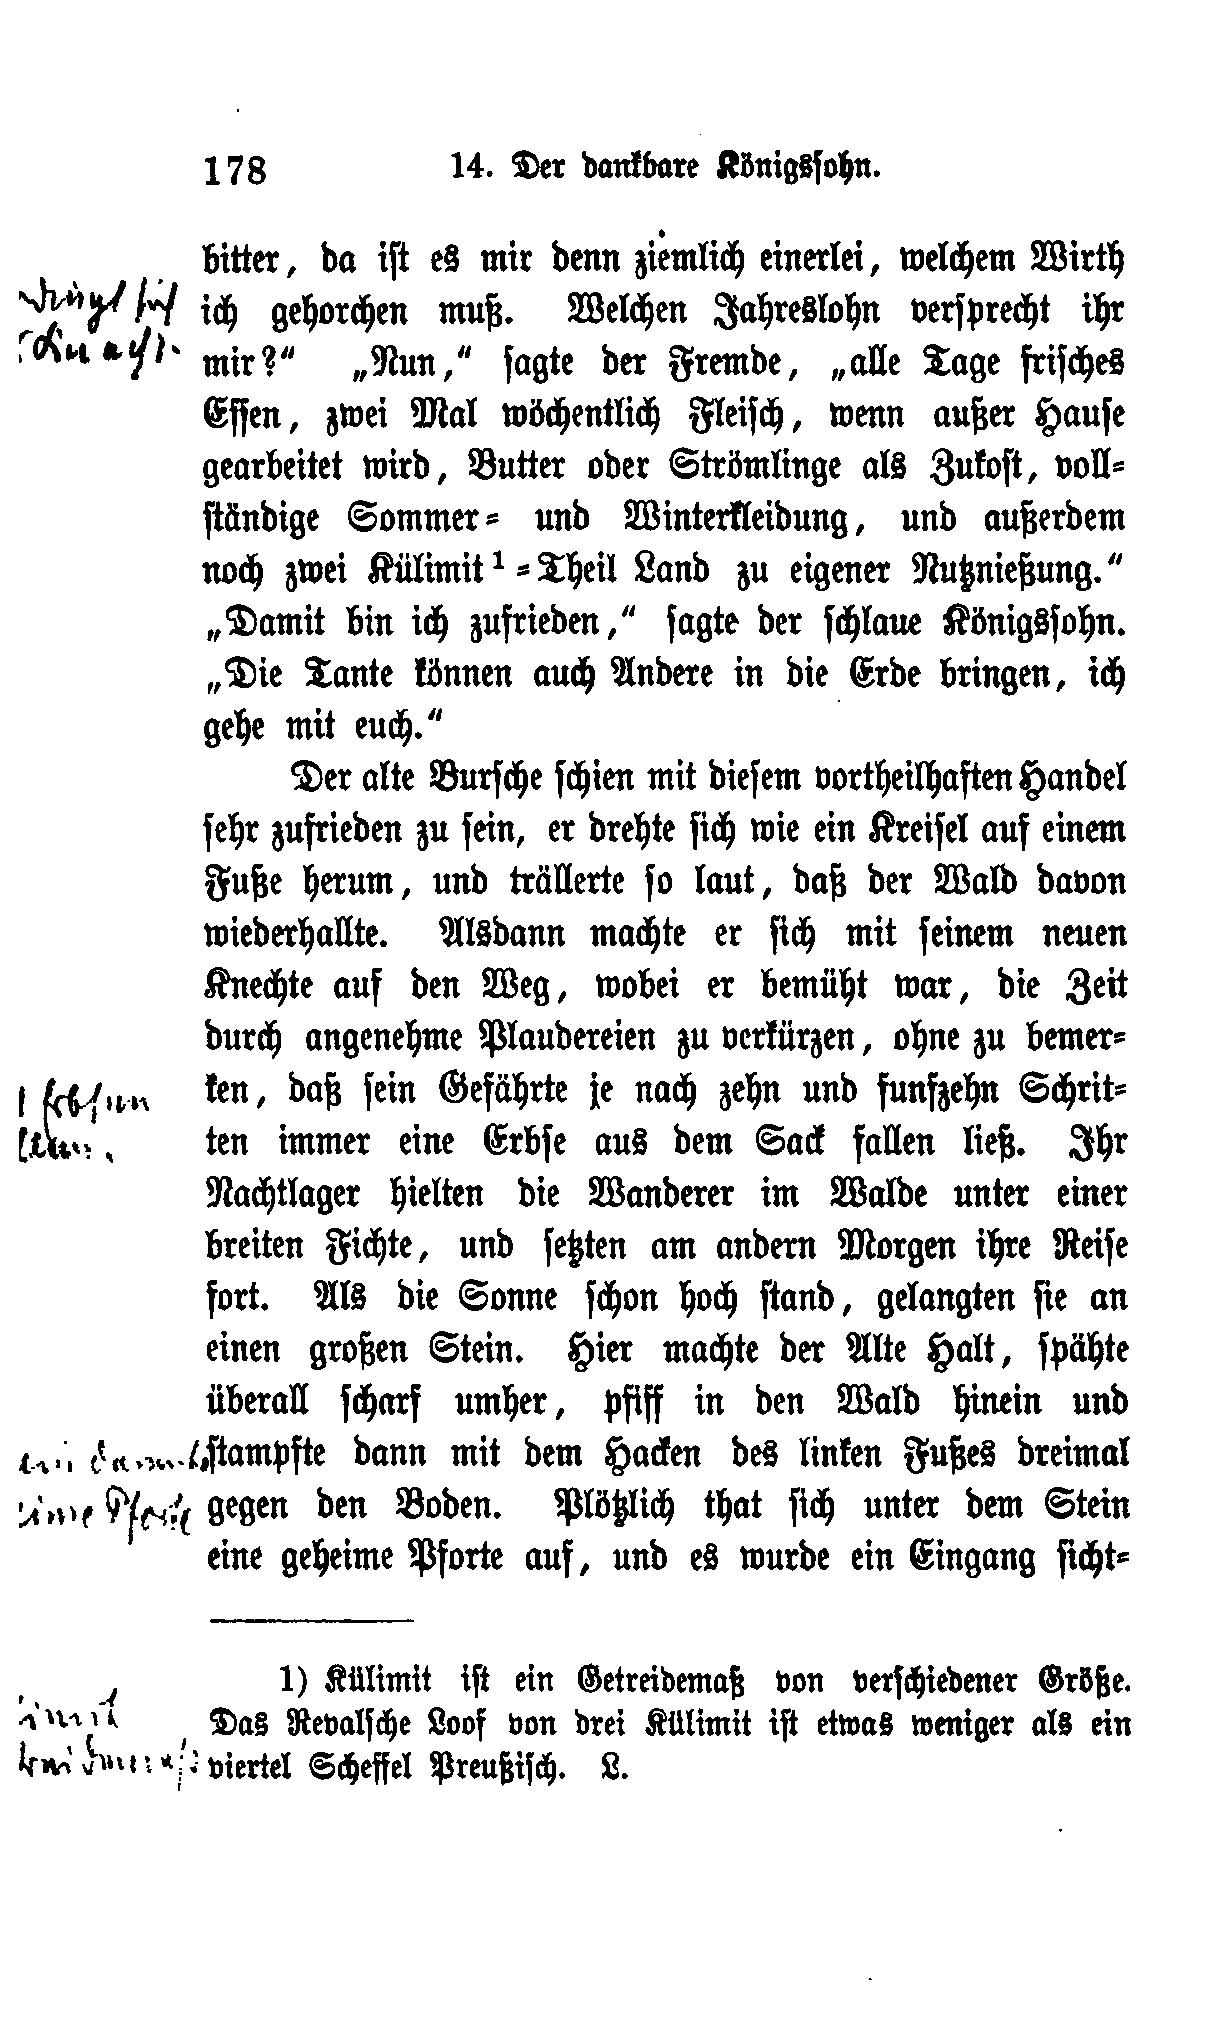 178 14. Der dankbare Königssohn.
bitter, da ist es mir denn ziemlich einerlei, welchem Wirth
ich gehorchen muß. Welchen Jahreslohn versprecht ihr
mir?“ „Nun,“ sagte der Fremde, „alle Tage frisches
Essen, zwei Mal wöchentlich Fleisch, wenn außer Hause
gearbeitet wird, Butter oder Strömlinge als Zukost, voll-
ständige Sommer- und Winterkleidung, und außerdem
noch zwei Külimit¹-Theil Land zu eigener Nutznießung.“
„Damit bin ich zufrieden,“ sagte der schlaue Königssohn.
„Die Tante können auch Andere in die Erde bringen, ich
gehe mit euch.“
Der alte Bursche schien mit diesem vortheilhaften Handel
sehr zufrieden zu sein, er drehte sich wie ein Kreisel auf einem
Fuße herum, und trällerte so laut, daß der Wald davon
wiederhallte. Alsdann machte er sich mit seinem neuen
Knechte auf den Weg, wobei er bemüht war, die Zeit
durch angenehme Plaudereien zu verkürzen, ohne zu bemer-
ken, daß sein Gefährte je nach zehn und funfzehn Schrit-
ten immer eine Erbse aus dem Sack fallen ließ. Ihr
Nachtlager hielten die Wanderer im Walde unter einer
breiten Fichte, und setzten am andern Morgen ihre Reise
fort. Als die Sonne schon hoch stand, gelangten sie an
einen großen Stein. Hier machte der Alte Halt, spähte
überall scharf umher, pfiff in den Wald hinein und
stampfte dann mit dem Hacken des linken Fußes dreimal
gegen den Boden. Plötzlich that sich unter dem Stein
eine geheime Pforte auf, und es wurde ein Eingang sicht-
1) Külimit ist ein Getreidemaß von verschiedener Größe.
Das Revalsche Loof von drei Külimit ist etwas weniger als ein
viertel Scheffel Preußisch. L.